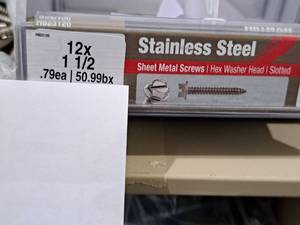 12x
1 1/2
.79ea | 50.99bx
Stainless Steel
Sheet Metal Screws | Hex Washer Head | Slotted